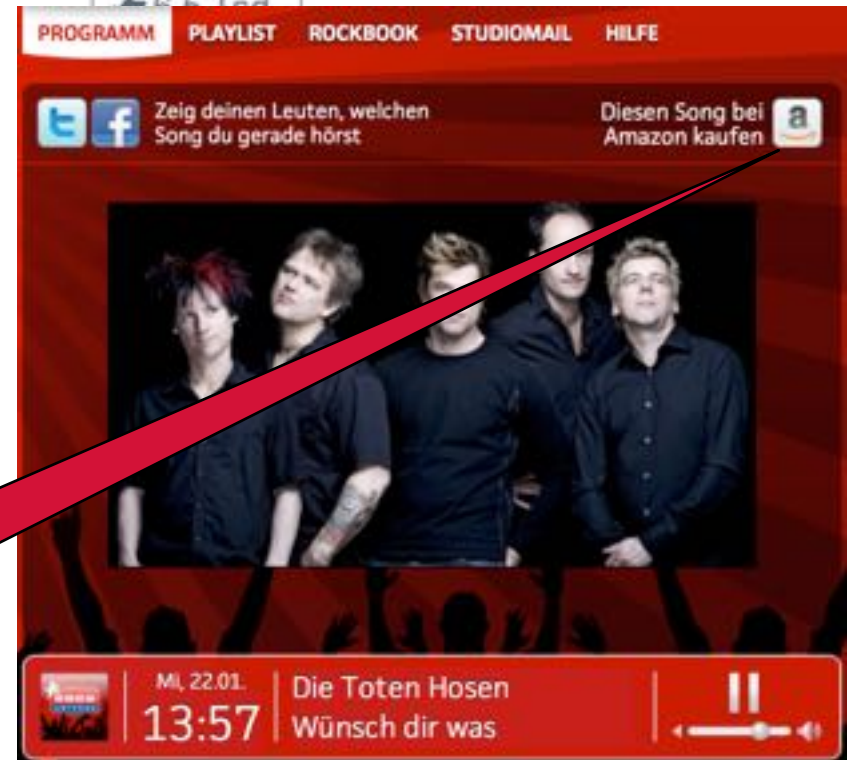 PROGRAMM PLAYLIST ROCKBOOK STUDIOMAIL HILFE
Zeig deinen Leuten, welchen
Song du gerade hörst
Diesen Song bei
Amazon kaufen
Mi, 22.01.
13:57
Die Toten Hosen
Wünsch dir was